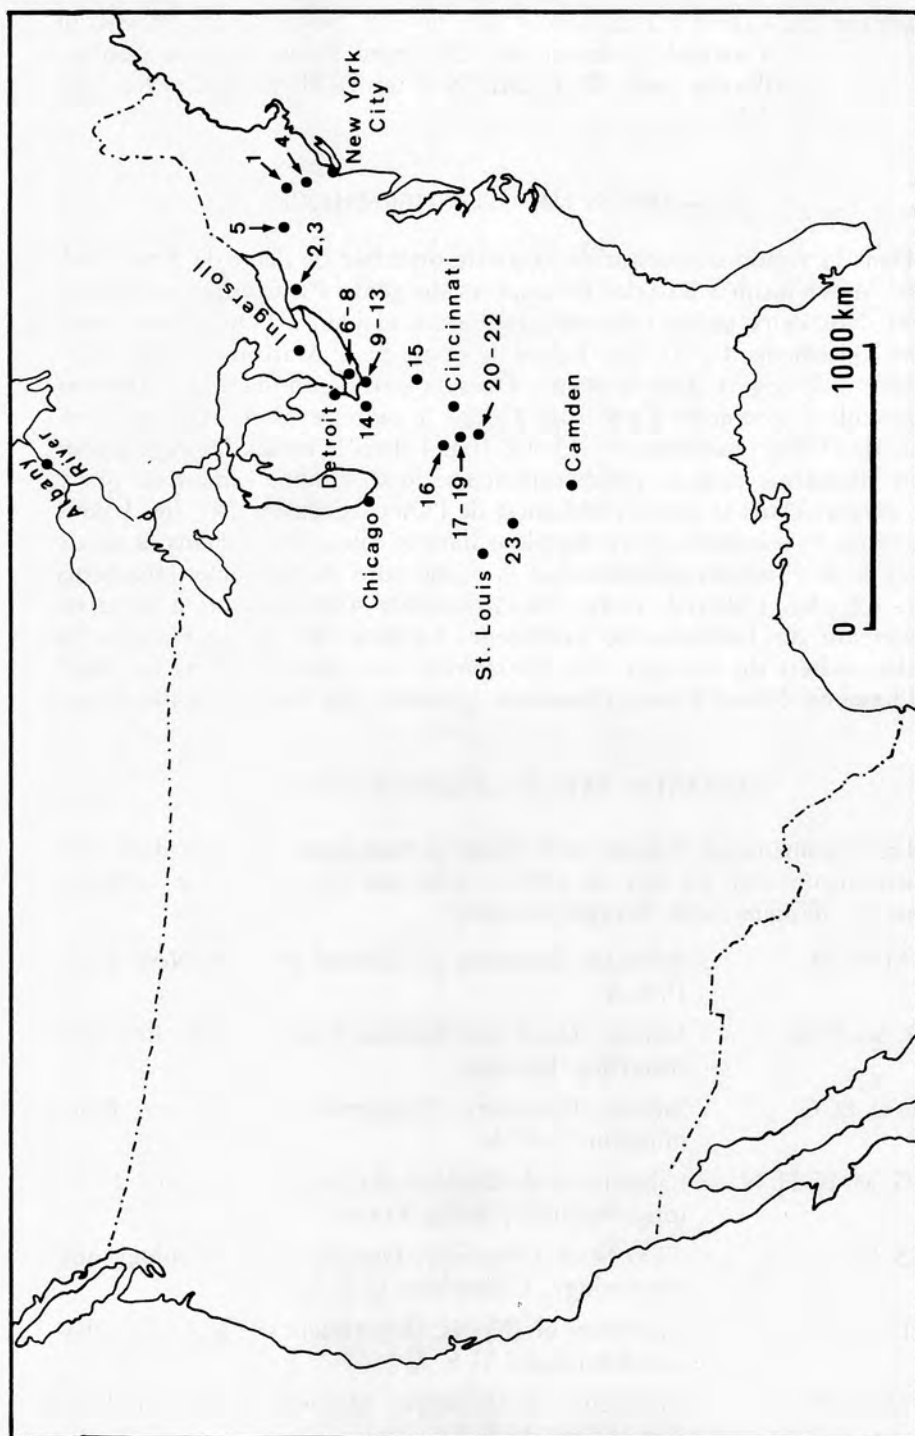 Albany
River
New York
City
1
4
5
2,3
Ingersoll
Detroit
6-8
9-13
14
Chicago
15
Cincinnati
16
17-19
20-22
St. Louis
23
Camden
0
1000 km